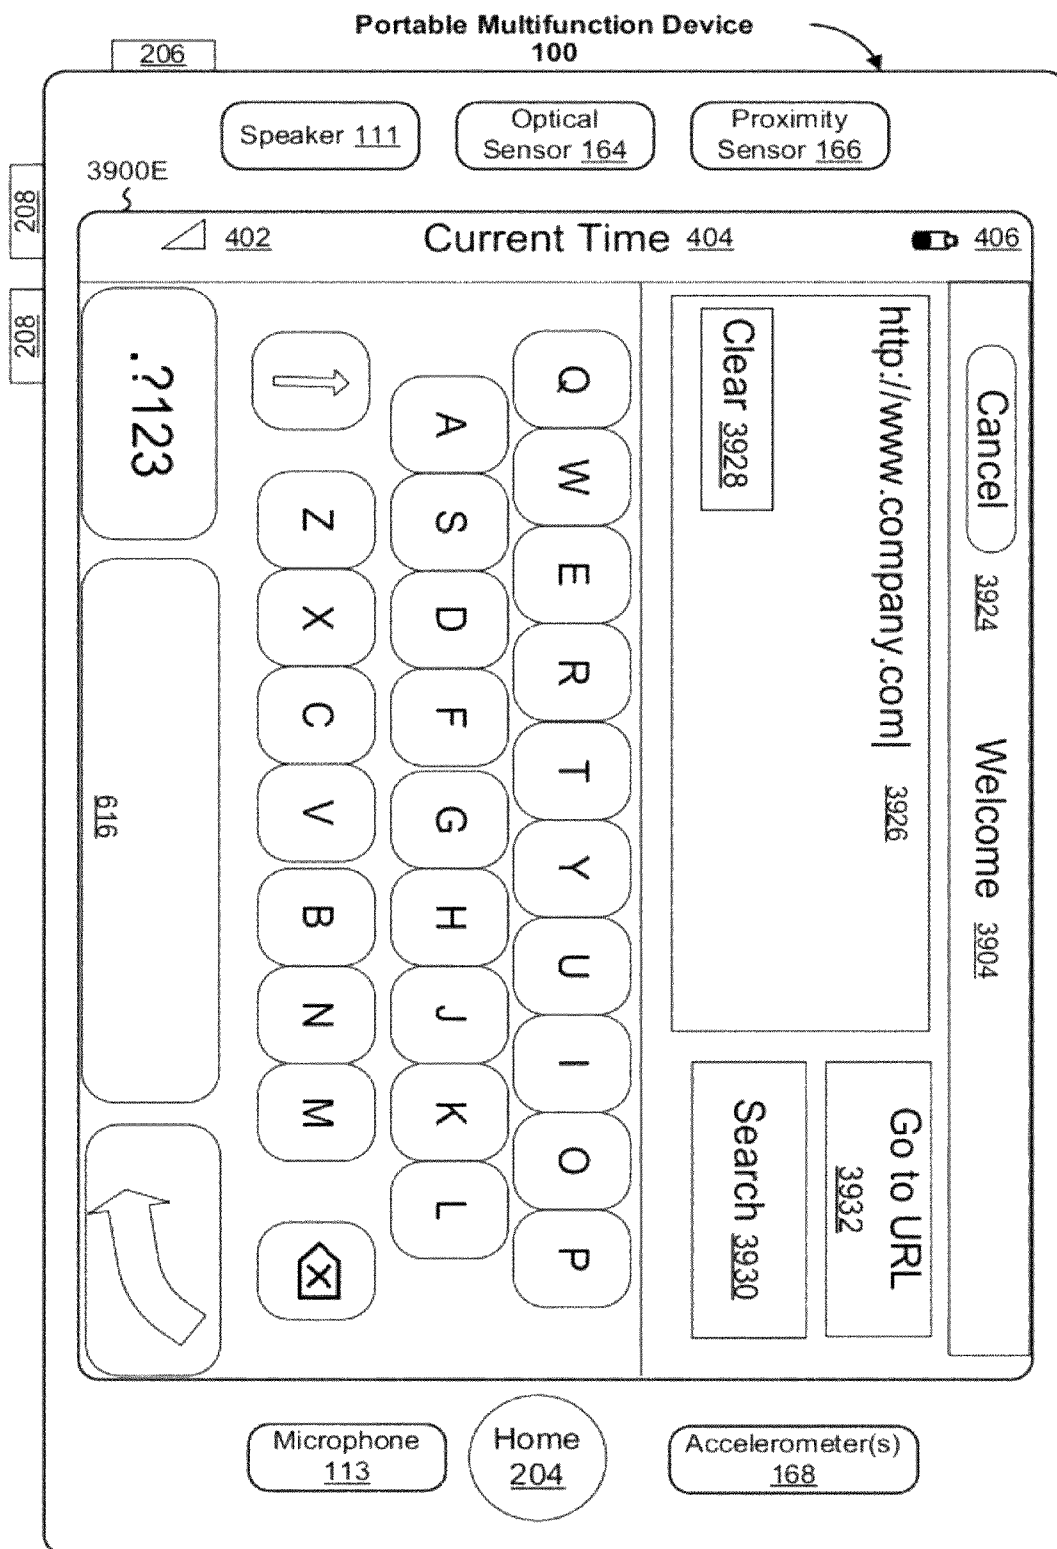 Portable Multifunction Device
100
206
Speaker 111
Optical
Sensor 164
Proximity
Sensor 166
3900E
208
208
402
Current Time 404
406
Cancel 3924
Welcome 3904
http://www.company.com| 3926
Clear 3928
Go to URL
3932
Search 3930
Q W E R T Y U I O P
A S D F G H J K L
Z X C V B N M
.?123
616
Microphone
113
Home
204
Accelerometer(s)
168